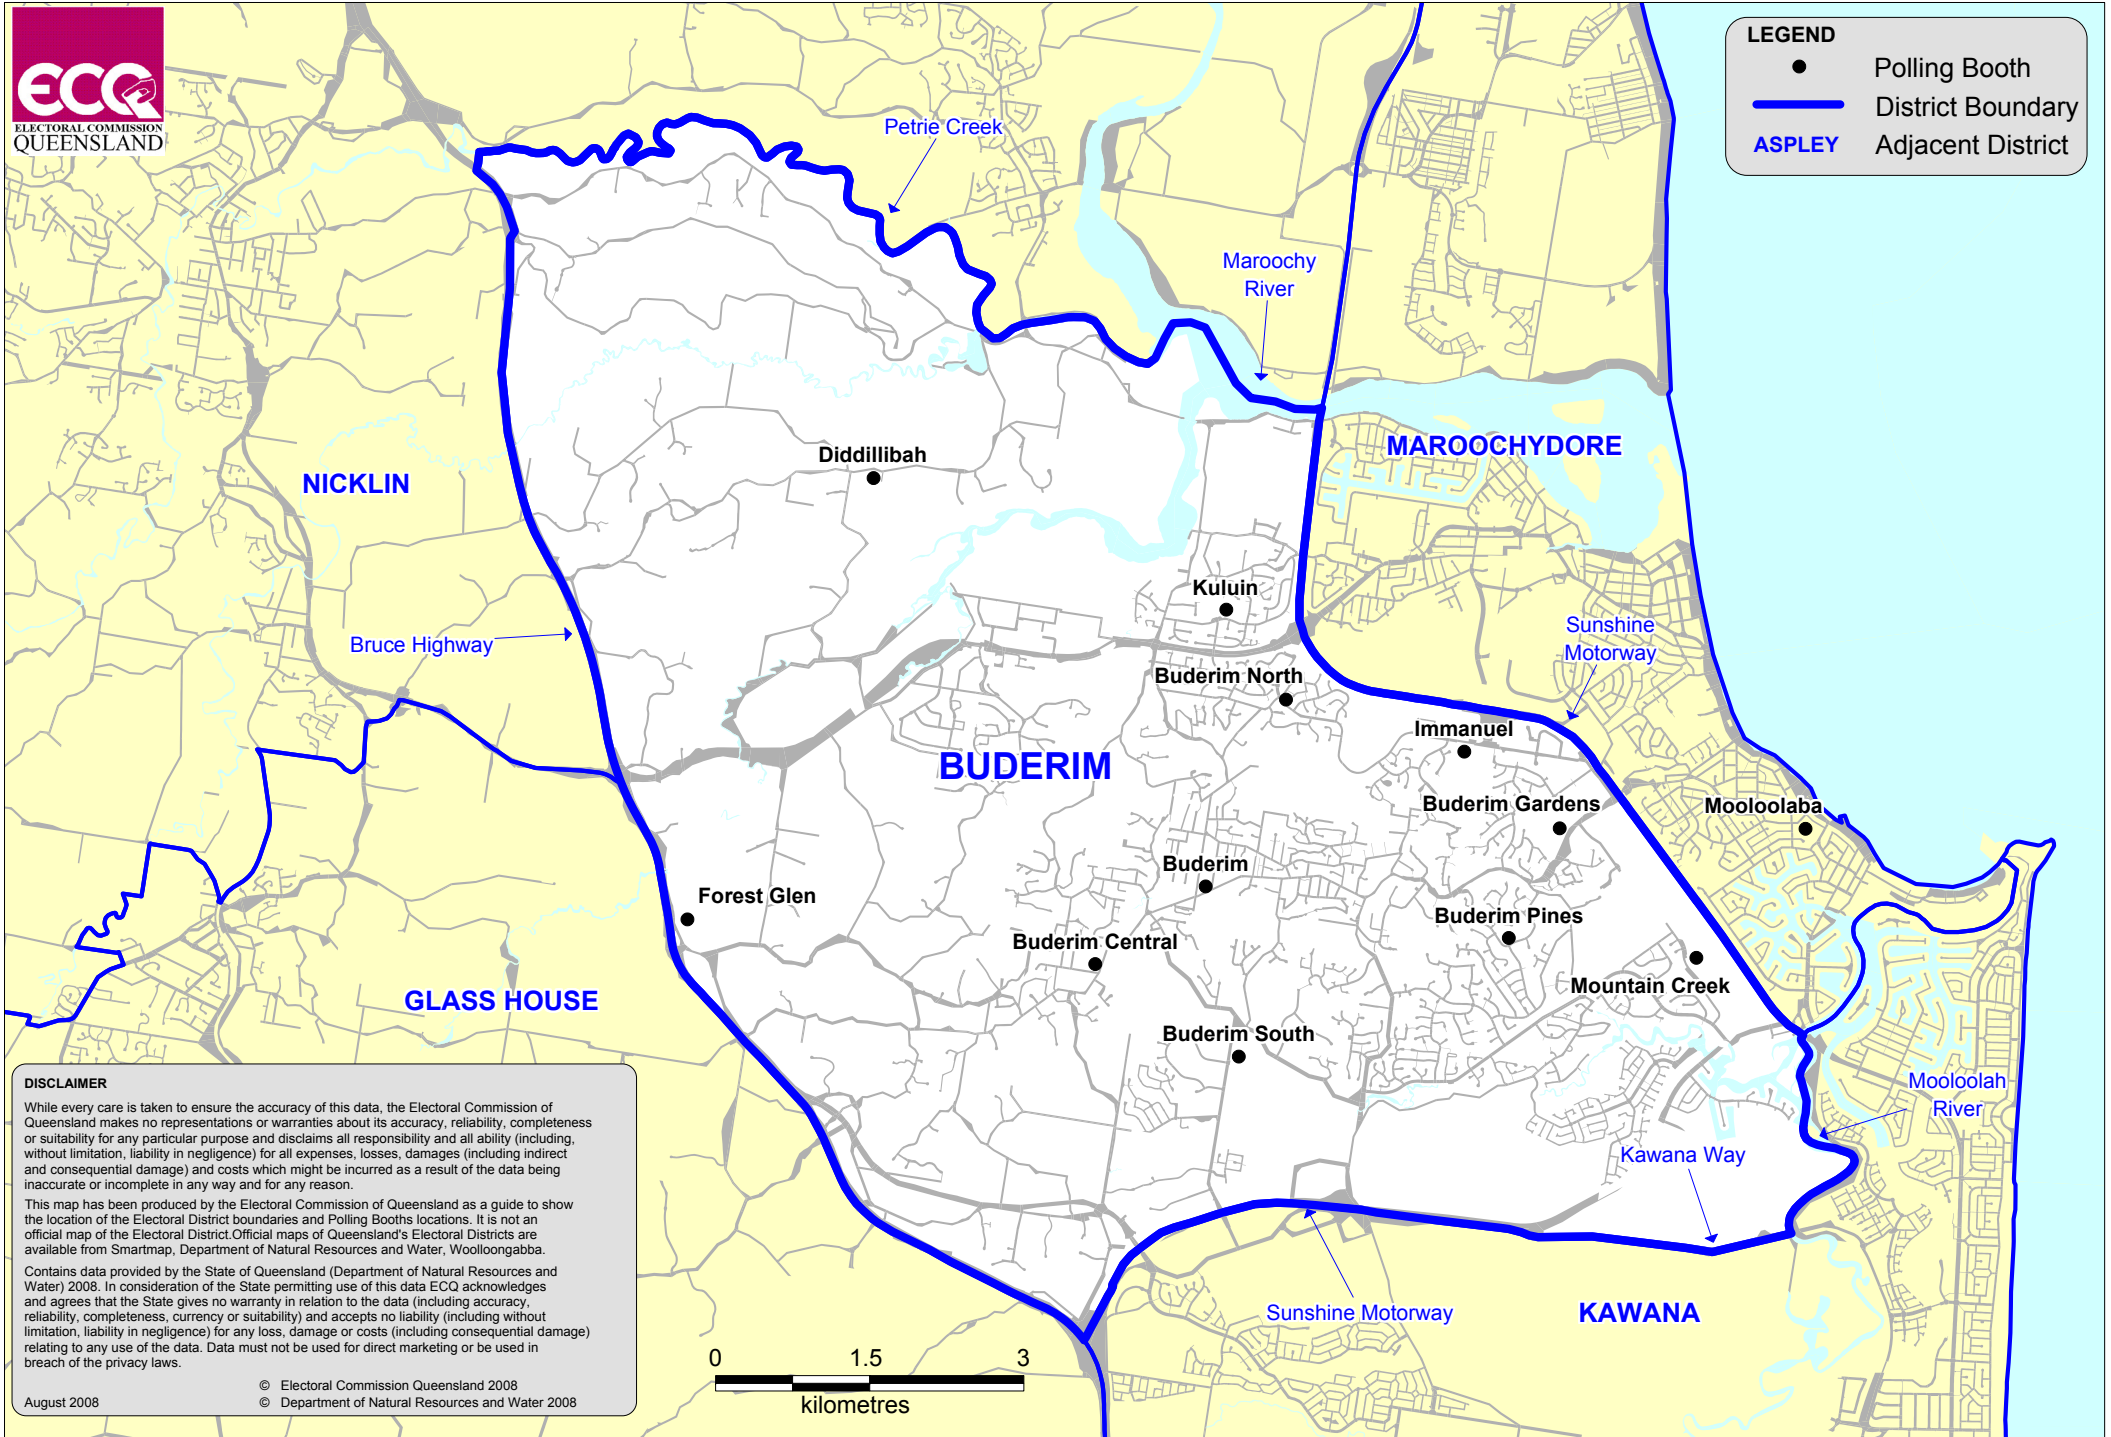 ECQ
ELECTORAL COMMISSION
QUEENSLAND
LEGEND
Polling Booth
District Boundary
ASPLEY Adjacent District
Petrie Creek
Maroochy
River
MAROOCHYDORE
Diddillibah
NICKLIN
Kuluin
Sunshine
Motorway
Bruce Highway
Buderim North
Immanuel
BUDERIM
Buderim Gardens
Mooloolaba
Buderim
Forest Glen
Buderim Pines
Buderim Central
Mountain Creek
GLASS HOUSE
Buderim South
Mooloolah
River
Kawana Way
Sunshine Motorway
KAWANA
DISCLAIMER
While every care is taken to ensure the accuracy of this data, the Electoral Commission of
Queensland makes no representations or warranties about its accuracy, reliability, completeness
or suitability for any particular purpose and disclaims all responsibility and all ability (including,
without limitation, liability in negligence) for all expenses, losses, damages (including indirect
and consequential damage) and costs which might be incurred as a result of the data being
inaccurate or incomplete in any way and for any reason.
This map has been produced by the Electoral Commission of Queensland as a guide to show
the location of the Electoral District boundaries and Polling Booths locations. It is not an
official map of the Electoral District.Official maps of Queensland's Electoral Districts are
available from Smartmap, Department of Natural Resources and Water, Woolloongabba.
Contains data provided by the State of Queensland (Department of Natural Resources and
Water) 2008. In consideration of the State permitting use of this data ECQ acknowledges
and agrees that the State gives no warranty in relation to the data (including accuracy,
reliability, completeness, currency or suitability) and accepts no liability (including without
limitation, liability in negligence) for any loss, damage or costs (including consequential damage)
relating to any use of the data. Data must not be used for direct marketing or be used in
breach of the privacy laws.
© Electoral Commission Queensland 2008
August 2008 © Department of Natural Resources and Water 2008
0 1.5 3
kilometres